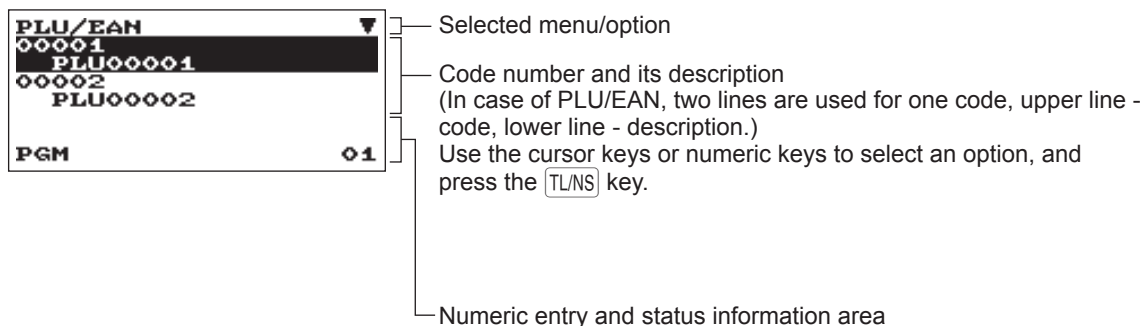 PLU/EAN ▼
00001
PLU00001
00002
PLU00002
PGM 01
Selected menu/option
Code number and its description
(In case of PLU/EAN, two lines are used for one code, upper line -
code, lower line - description.)
Use the cursor keys or numeric keys to select an option, and
press the TL/NS key.
Numeric entry and status information area